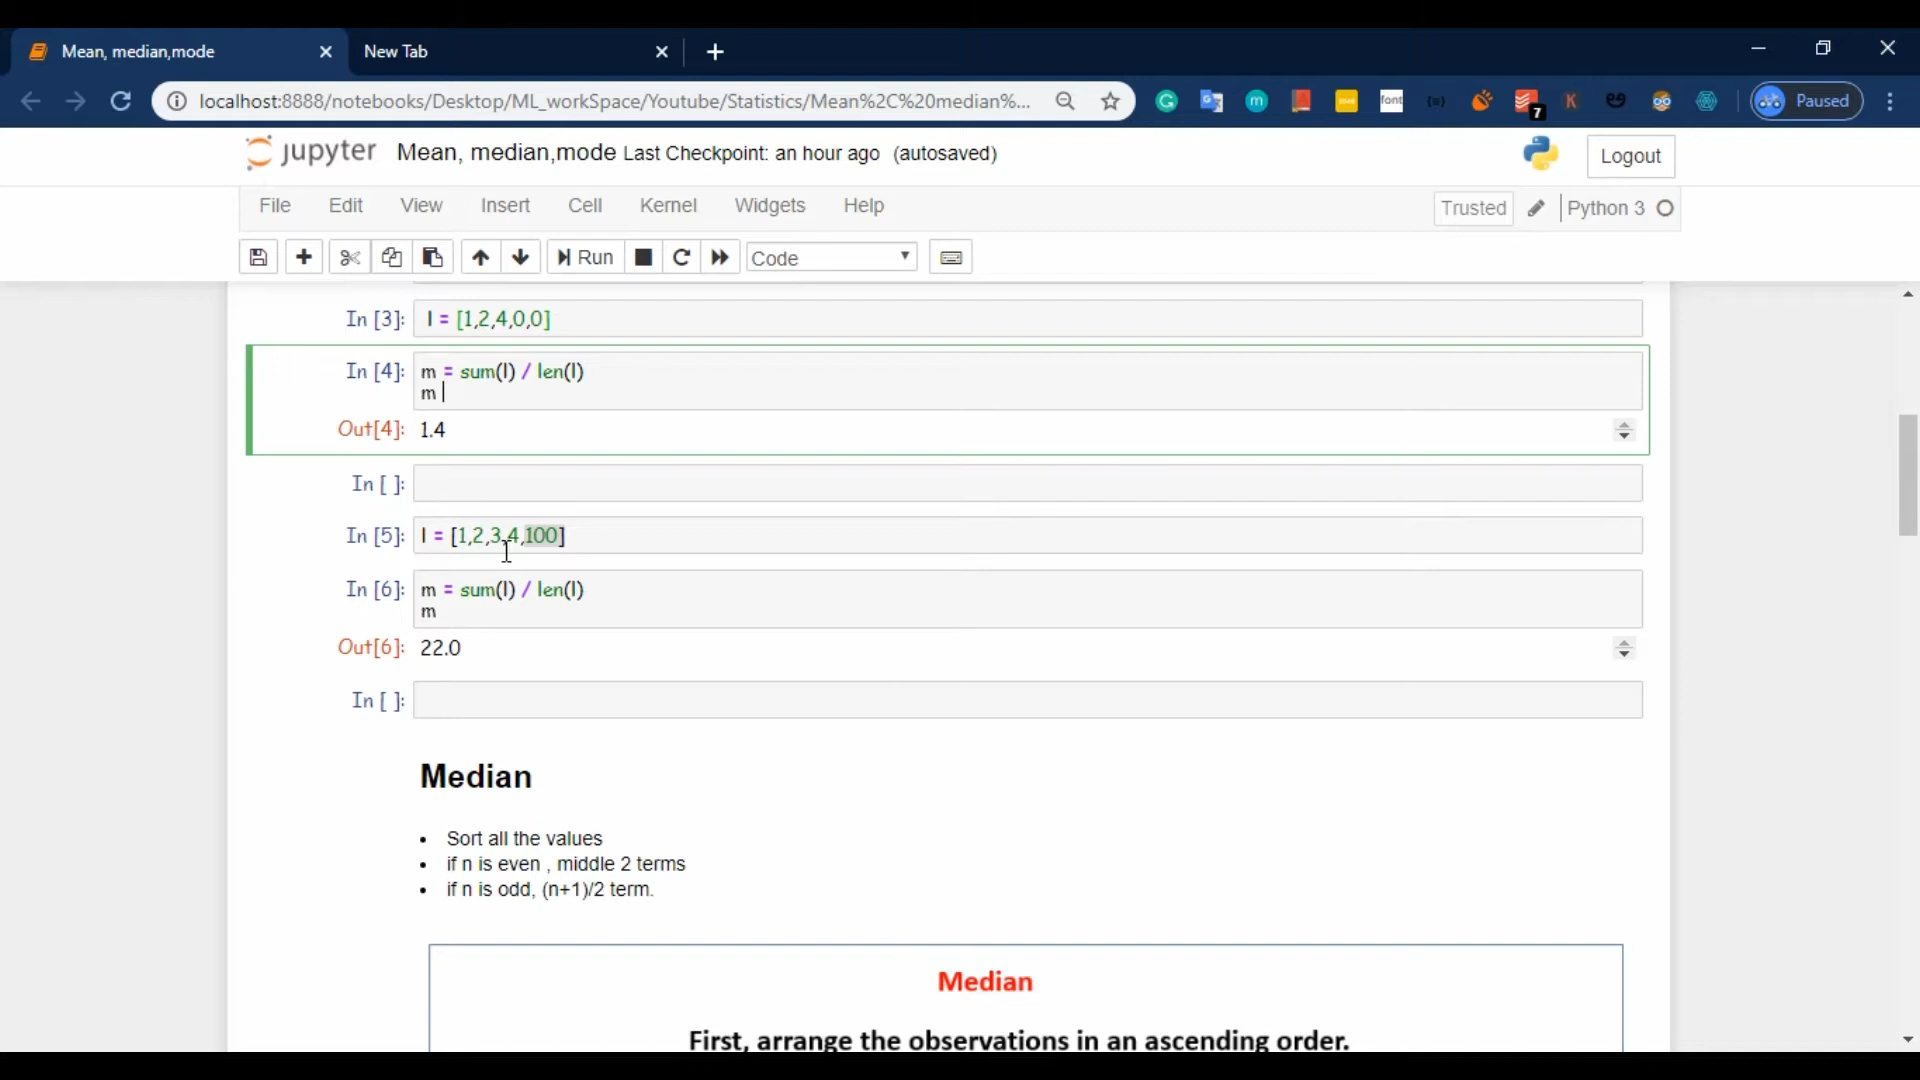 Mean, median,mode
New Tab
localhost:8888/notebooks/Desktop/ML_workSpace/Youtube/Statistics/Mean%2C%20median%...
font
7
K
Paused
jupyter Mean, median,mode Last Checkpoint: an hour ago (autosaved)
Logout
File Edit View Insert Cell Kernel Widgets Help
Trusted Python 3
Run Code
In [3]: l = [1,2,4,0,0]
In [4]: m = sum(l) / len(l)
m
Out[4]: 1.4
In [ ]:
In [5]: l = [1,2,3,4,100]
In [6]: m = sum(l) / len(l)
m
Out[6]: 22.0
In [ ]:
Median
• Sort all the values
• if n is even , middle 2 terms
• if n is odd, (n+1)/2 term.
Median
First, arrange the observations in an ascending order.